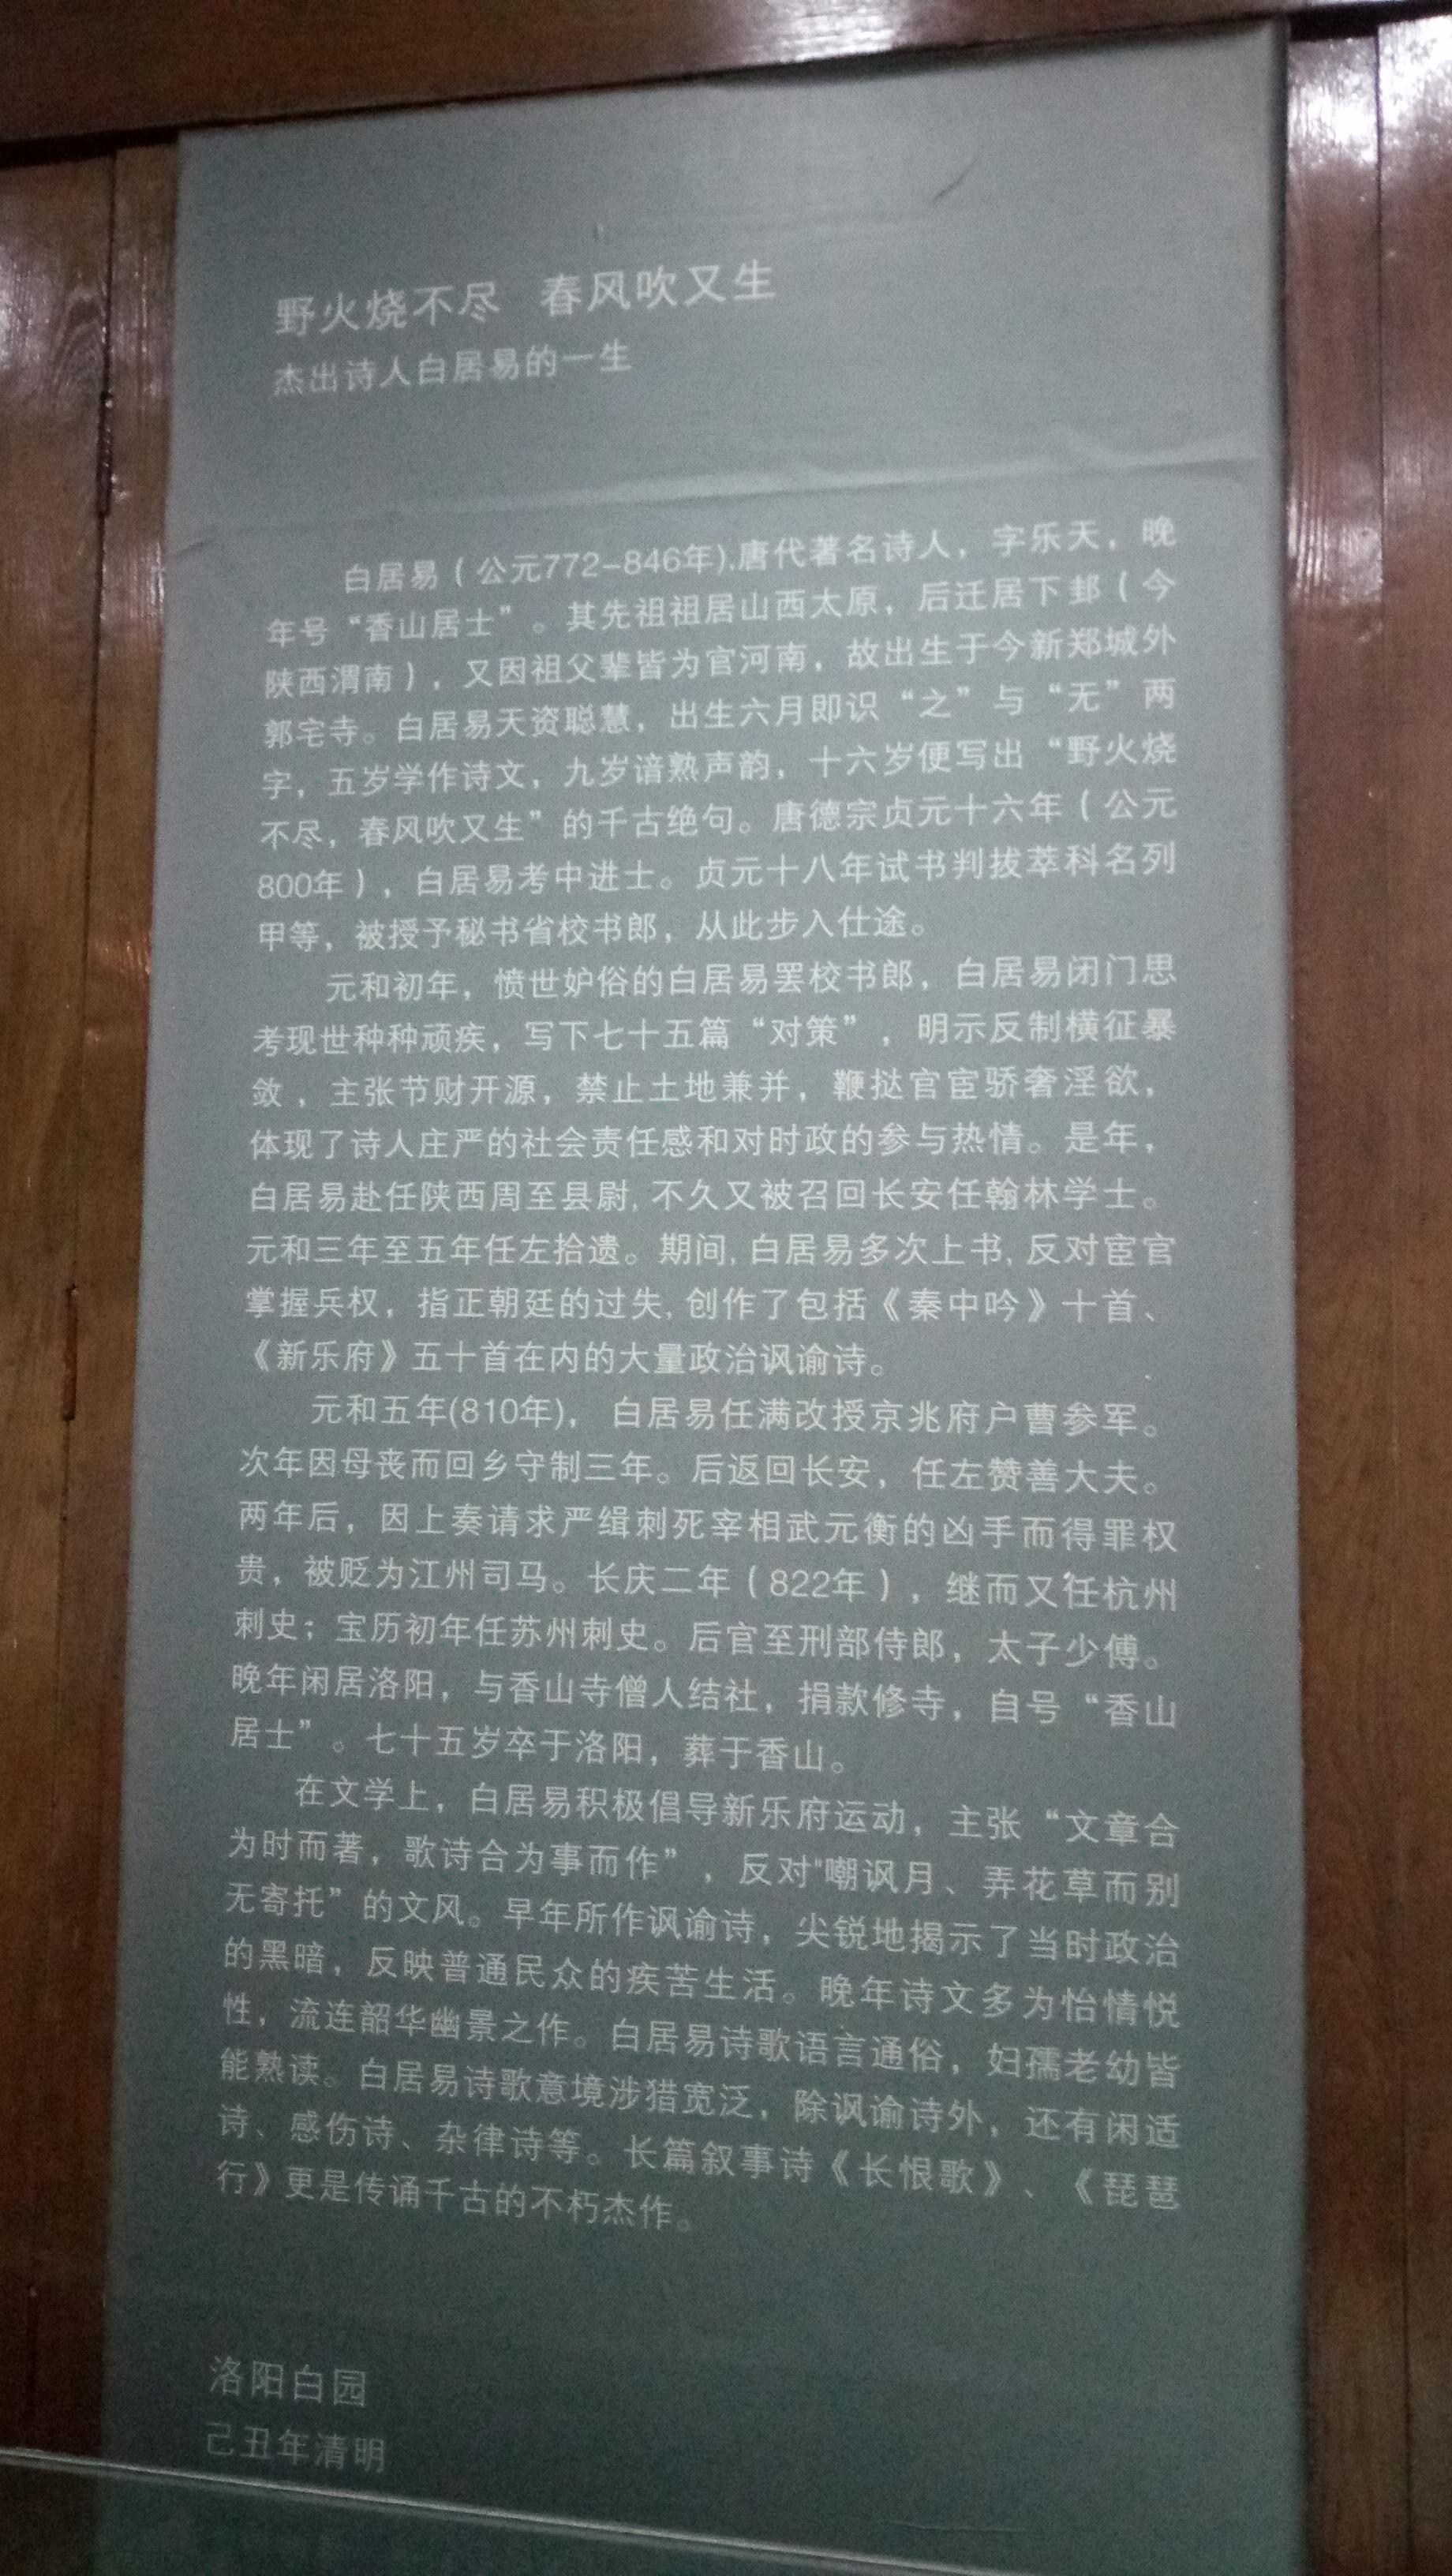 野火烧不尽 春风吹又生
杰出诗人白居易的一生
白居易(公元772-846年),唐代著名诗人，字乐天，晚
年号“香山居士”。其先祖祖居山西太原，后迁居下邽(今
陕西渭南)，又因祖父辈皆为官河南，故出生于今新郑城外
郭宅寺。白居易天资聪慧，出生六月即识“之”与“无”两
字，五岁学作诗文，九岁谙熟声韵，十六岁便写出“野火烧
不尽，春风吹又生”的千古绝句。唐德宗贞元十六年(公元
800年)，白居易考中进士。贞元十八年试书判拔萃科名列
甲等，被授予秘书省校书郎，从此步入仕途。
元和初年，愤世妒俗的白居易罢校书郎，白居易闭门思
考现世种种顽疾，写下七十五篇“对策”，明示反制横征暴
敛，主张节财开源，禁止土地兼并，鞭挞官宦骄奢淫欲，
体现了诗人庄严的社会责任感和对时政的参与热情。是年，
白居易赴任陕西周至县尉,不久又被召回长安任翰林学士。
元和三年至五年任左拾遗。期间,白居易多次上书,反对宦官
掌握兵权，指正朝廷的过失,创作了包括《秦中吟》十首、
《新乐府》五十首在内的大量政治讽谕诗。
元和五年(810年)， 白居易任满改授京兆府户曹参军。
次年因母丧而回乡守制三年。后返回长安，任左赞善大夫。
两年后，因上奏请求严缉刺死宰相武元衡的凶手而得罪权
贵，被贬为江州司马。长庆二年(822年)，继而又任杭州
刺史；宝历初年任苏州刺史。后官至刑部侍郎，太子少傅。
晚年闲居洛阳，与香山寺僧人结社，捐款修寺，自号“香山
居士”。七十五岁卒于洛阳，葬于香山。
在文学上，白居易积极倡导新乐府运动，主张“文章合
为时而著，歌诗合为事而作”，反对"嘲讽月、弄花草而别
无寄托”的文风。早年所作讽谕诗，尖锐地揭示了当时政治
的黑暗，反映普通民众的疾苦生活。晚年诗文多为怡情悦
性，流连韶华幽景之作。白居易诗歌语言通俗，妇孺老幼皆
能熟读。白居易诗歌意境涉猎宽泛，除讽谕诗外，还有闲适
诗、感伤诗、杂律诗等。长篇叙事诗《长恨歌》、《琵琶
行》更是传诵千古的不朽杰作。
洛阳白园
己丑年清明